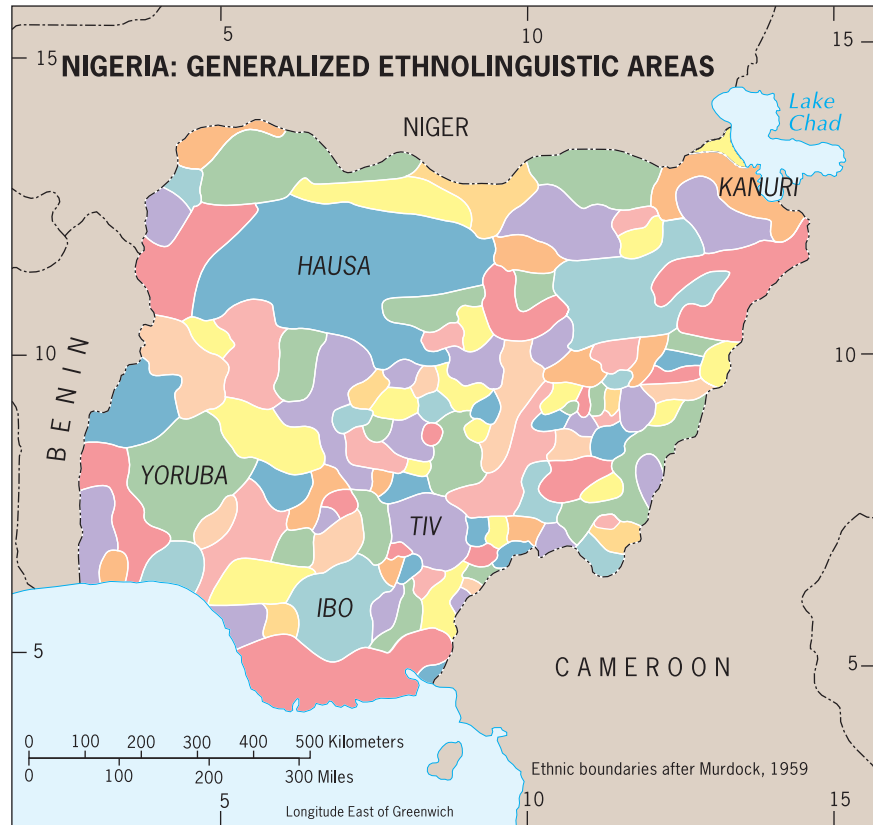 5
10
15
15
NIGERIA: GENERALIZED ETHNOLINGUISTIC AREAS
Lake
Chad
NIGER
KANURI
HAUSA
10
10
BENIN
YORUBA
TIV
IBO
5
5
CAMEROON
0 100 200 300 400 500 Kilometers
0 100 200 300 Miles
Ethnic boundaries after Murdock, 1959
5
Longitude East of Greenwich
10
15